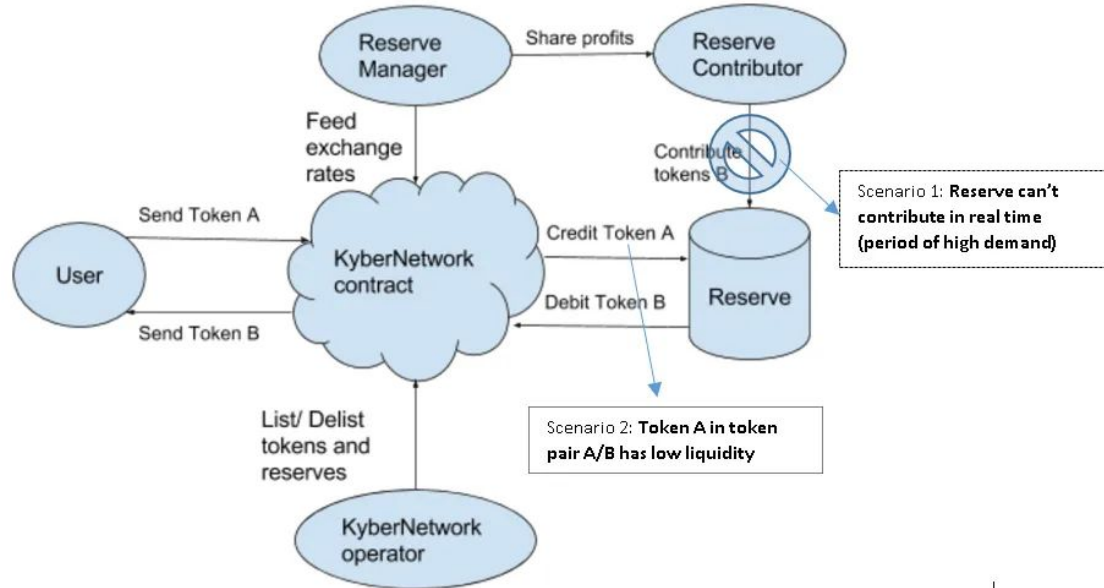 Reserve
Manager
Share profits
Reserve
Contributor
Feed
exchange
rates
Contribute
tokens B
Scenario 1: Reserve can't
contribute in real time
(period of high demand)
Send Token A
Credit Token A
User
KyberNetwork
contract
Reserve
Debit Token B
Send Token B
List/ Delist
tokens and
reserves
Scenario 2: Token A in token
pair A/B has low liquidity
KyberNetwork
operator